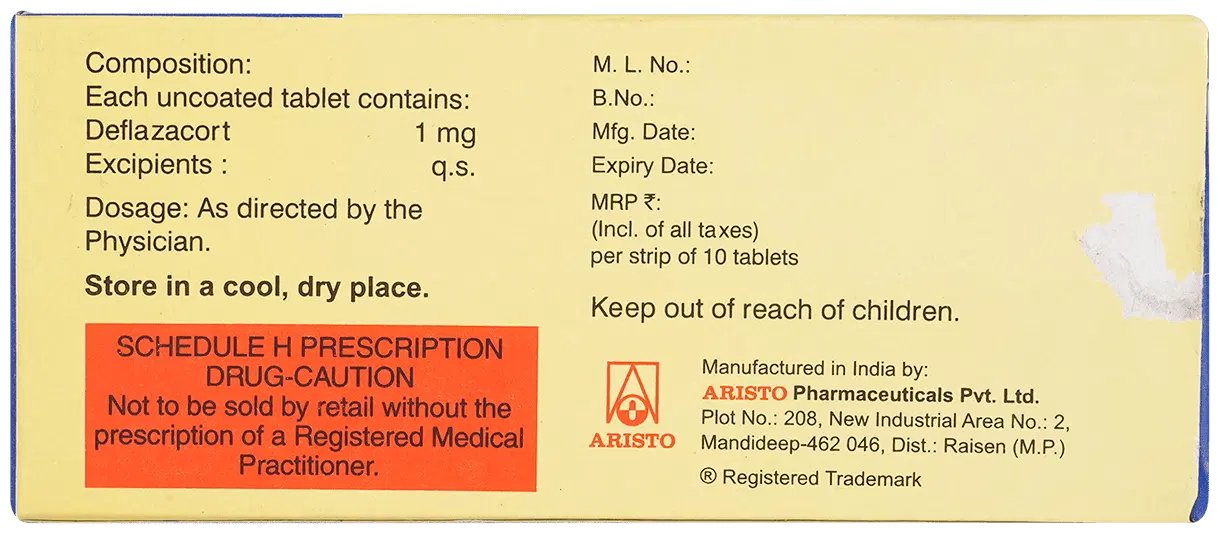 Composition:
Each uncoated tablet contains:
Deflazacort 1 mg
Excipients : q.s.
Dosage: As directed by the
Physician.
Store in a cool, dry place.
SCHEDULE H PRESCRIPTION
DRUG-CAUTION
Not to be sold by retail without the
prescription of a Registered Medical
Practitioner.
M. L. No.:
B.No.:
Mfg. Date:
Expiry Date:
MRP ₹:
(Incl. of all taxes)
per strip of 10 tablets
Keep out of reach of children.
ARISTO
Manufactured in India by:
ARISTO Pharmaceuticals Pvt. Ltd.
Plot No.: 208, New Industrial Area No.: 2,
Mandideep-462 046, Dist.: Raisen (M.P.)
® Registered Trademark